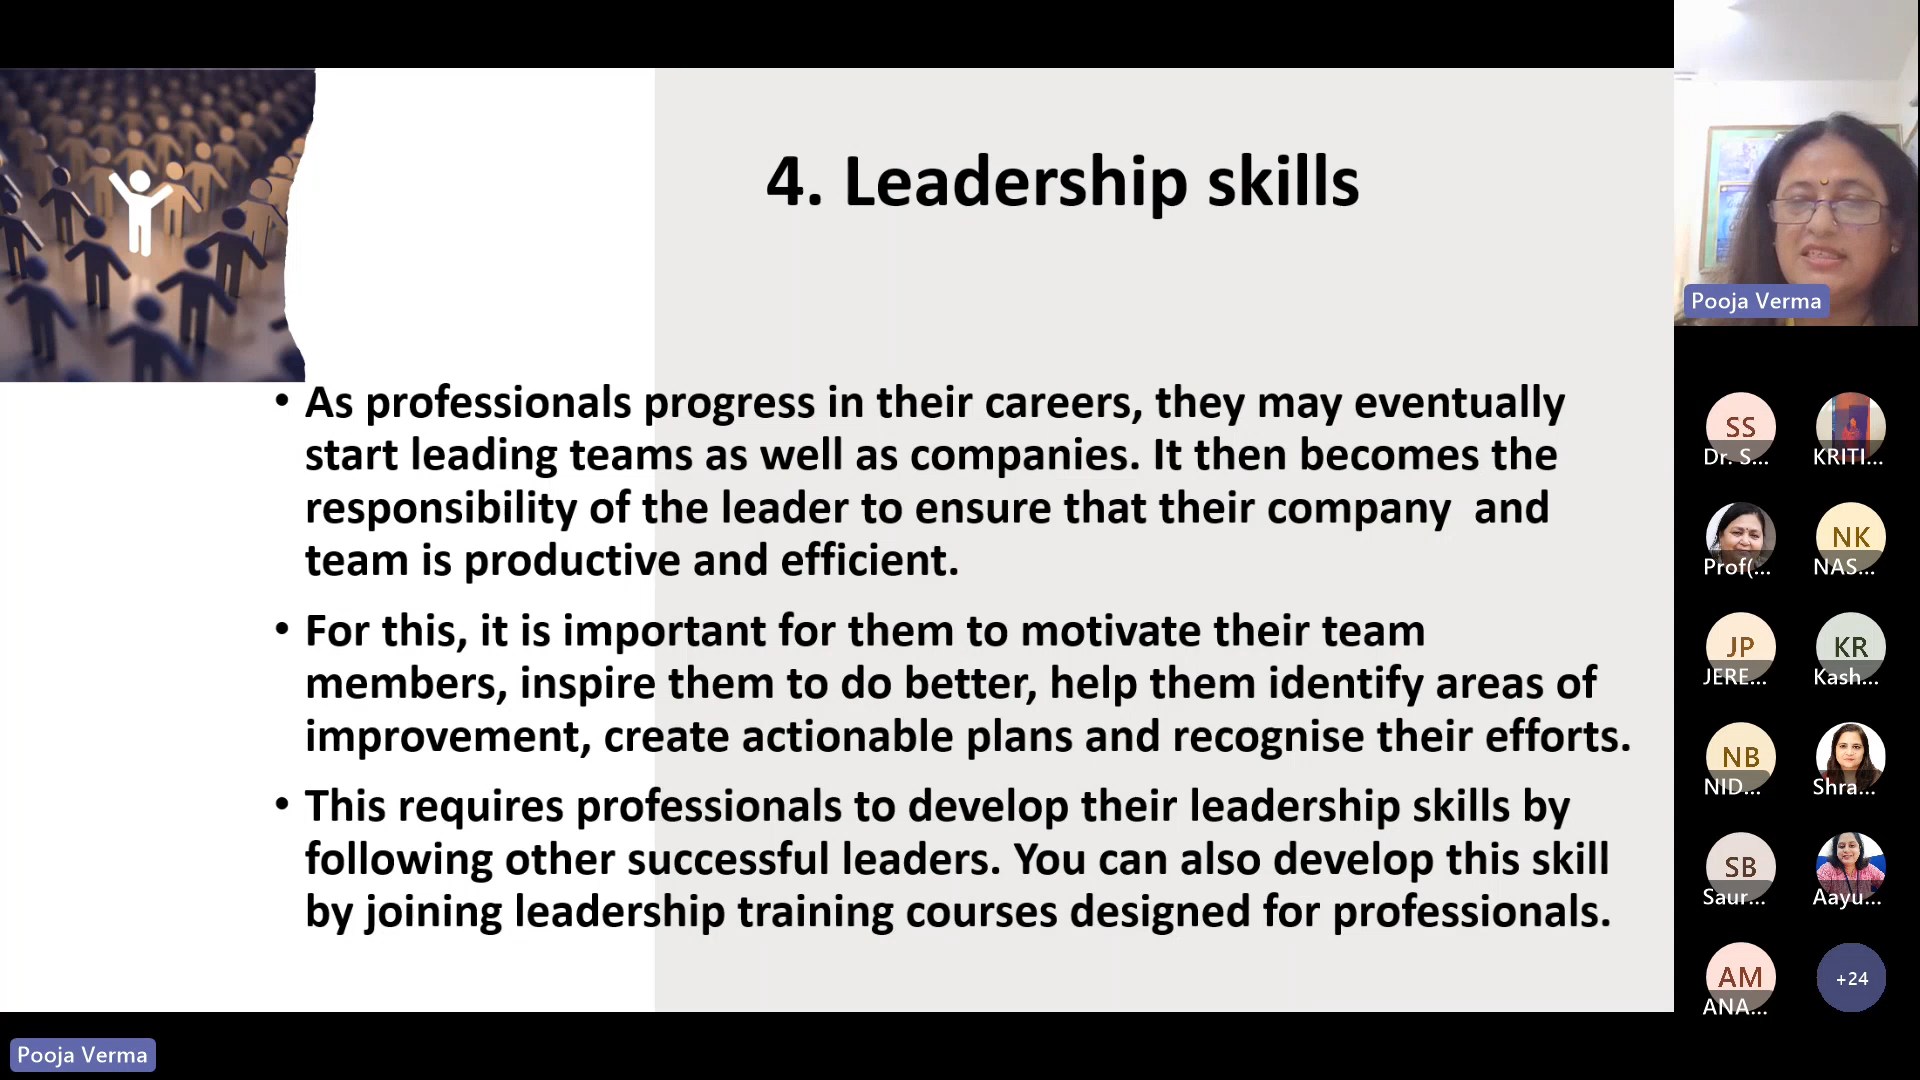 4. Leadership skills
• As professionals progress in their careers, they may eventually
start leading teams as well as companies. It then becomes the
responsibility of the leader to ensure that their company  and
team is productive and efficient.
• For this, it is important for them to motivate their team
members, inspire them to do better, help them identify areas of
improvement, create actionable plans and recognise their efforts.
• This requires professionals to develop their leadership skills by
following other successful leaders. You can also develop this skill
by joining leadership training courses designed for professionals.
Pooja Verma
SS
Dr. S...
KRITI...
Prof(...
NK
NAS...
JP
JERE...
KR
Kash...
NB
NID...
Shra...
SB
Saur...
Aayu...
AM
ANA...
+24
Pooja Verma